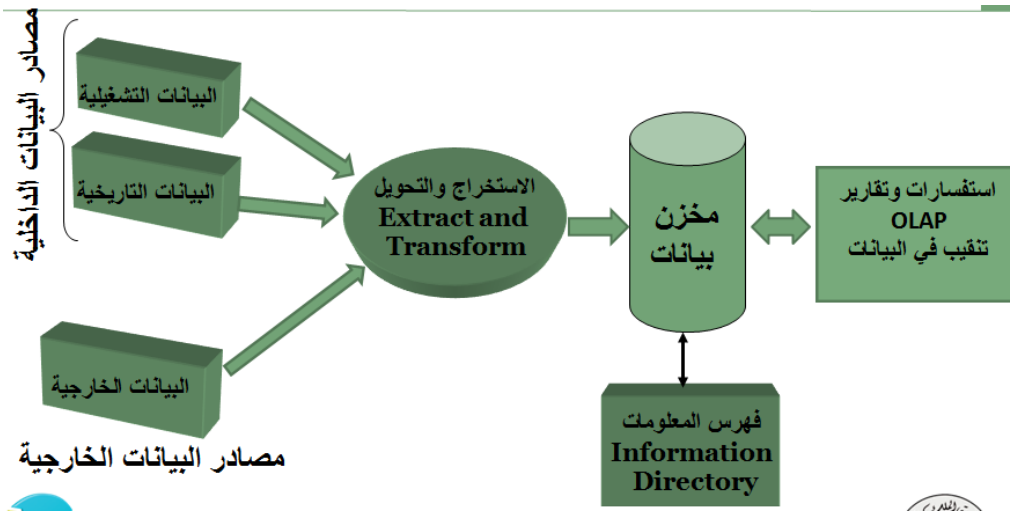 مصادر البيانات الداخلية
البيانات التشغيلية
البيانات التاريخية
البيانات الخارجية
مصادر البيانات الخارجية
الاستخراج والتحويل
Extract and
Transform
مخزن
بيانات
استفسارات وتقارير
OLAP
تنقيب في البيانات
فهرس المعلومات
Information
Directory